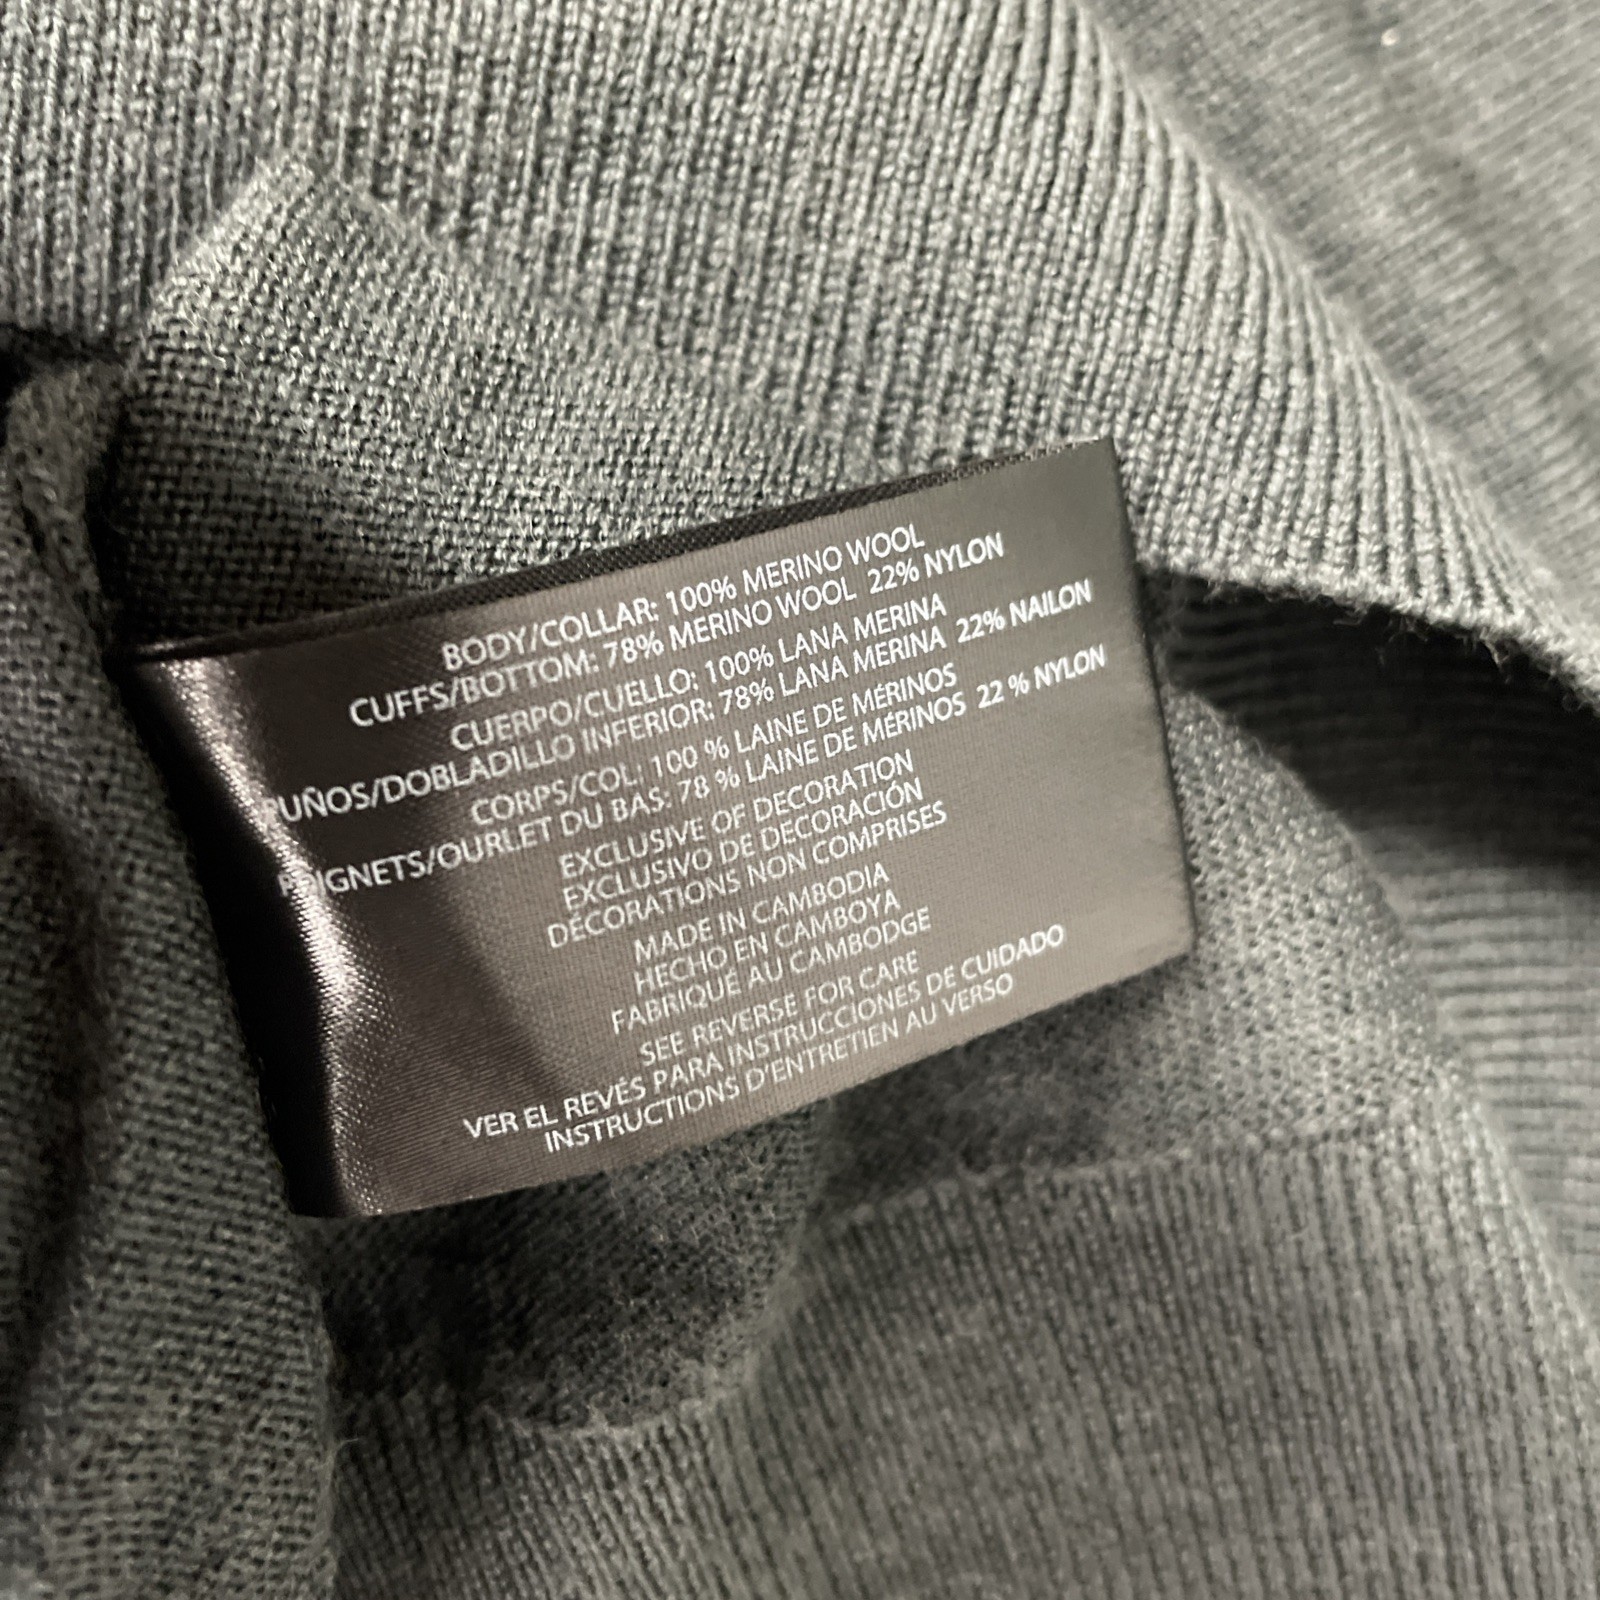 BODY/COLLAR: 100% MERINO WOOL
CUFFS/BOTTOM: 78% MERINO WOOL 22% NYLON
CUERPO/CUELLO: 100% LANA MERINA
PUÑOS/DOBLADILLO INFERIOR: 78% LANA MERINA 22% NAILON
CORPS/COL: 100 % LAINE DE MÉRINOS
POIGNETS/OURLET DU BAS: 78 % LAINE DE MÉRINOS 22 % NYLON
EXCLUSIVE OF DECORATION
EXCLUSIVO DE DECORACIÓN
DÉCORATIONS NON COMPRISES
MADE IN CAMBODIA
HECHO EN CAMBOYA
FABRIQUÉ AU CAMBODGE
SEE REVERSE FOR CARE
VER EL REVÉS PARA INSTRUCCIONES DE CUIDADO
INSTRUCTIONS D'ENTRETIEN AU VERSO